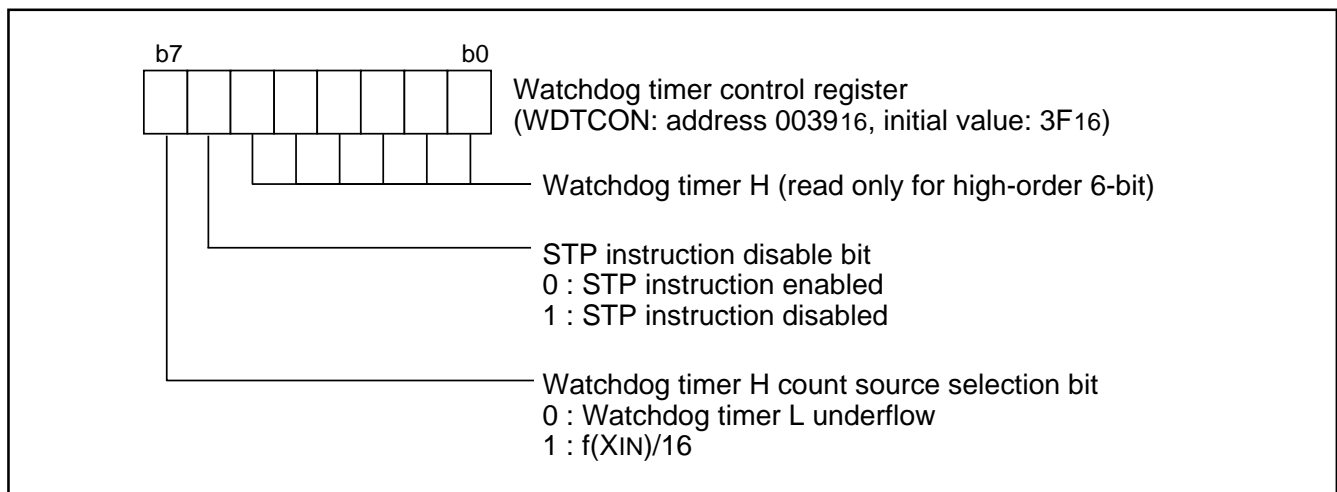 b7 b0
Watchdog timer control register
(WDTCON: address 003916, initial value: 3F16)
Watchdog timer H (read only for high-order 6-bit)
STP instruction disable bit
0 : STP instruction enabled
1 : STP instruction disabled
Watchdog timer H count source selection bit
0 : Watchdog timer L underflow
1 : f(XIN)/16